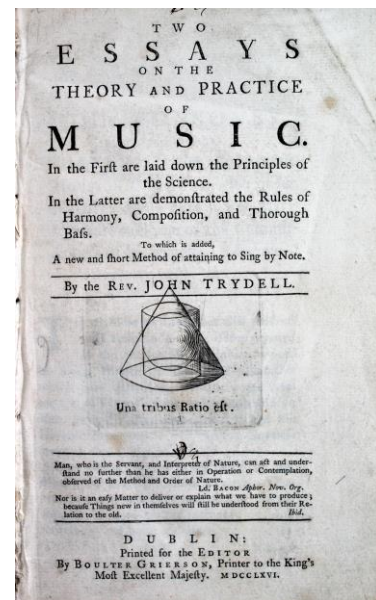 TWO
ESSAYS
ON THE
THEORY AND PRACTICE
OF
MUSIC.
In the Firſt are laid down the Principles of
the Science.
In the Latter are demonſtrated the Rules of
Harmony, Compoſition, and Thorough
Baſs.
To which is added,
A new and ſhort Method of attaining to Sing by Note.
By the REV. JOHN TRYDELL.
Una tribus Ratio eſt.
Man, who is the Servant, and Interpreter of Nature, can act and under-
ſtand no further than he has either in Operation or Contemplation,
obſerved of the Method and Order of Nature.
Ld. BACON Aphor. Nov. Org.
Nor is it an eaſy Matter to deliver or explain what we have to produce;
becauſe Things new in themſelves will ſtill be underſtood from their Re-
lation to the old.
Ibid.
DUBLIN:
Printed for the EDITOR
By BOULTER GRIERSON, Printer to the King's
Moſt Excellent Majeſty. MDCCLXVI.